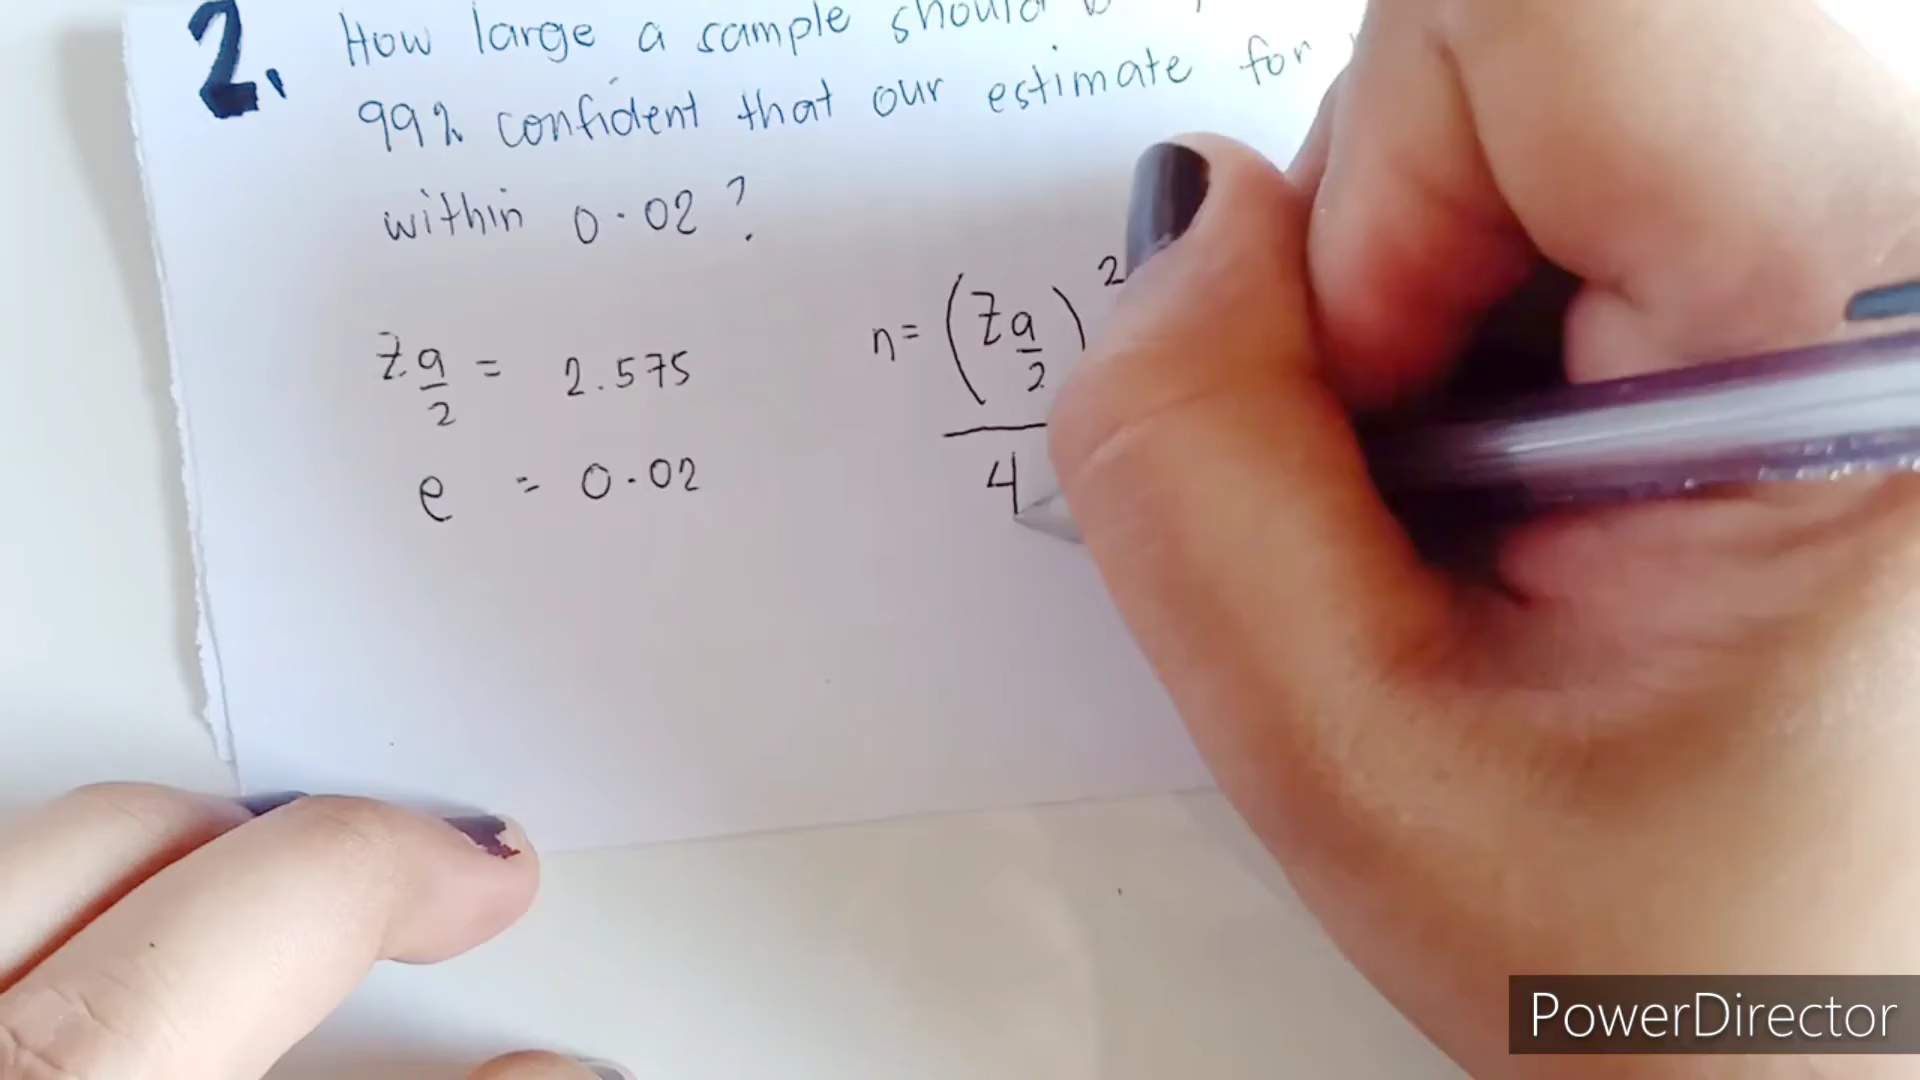 2. How large a sample should
99% confident that our estimate for
within 0.02?
Za/2 = 2.575
n= (Za/2)²
4
e = 0.02
PowerDirector